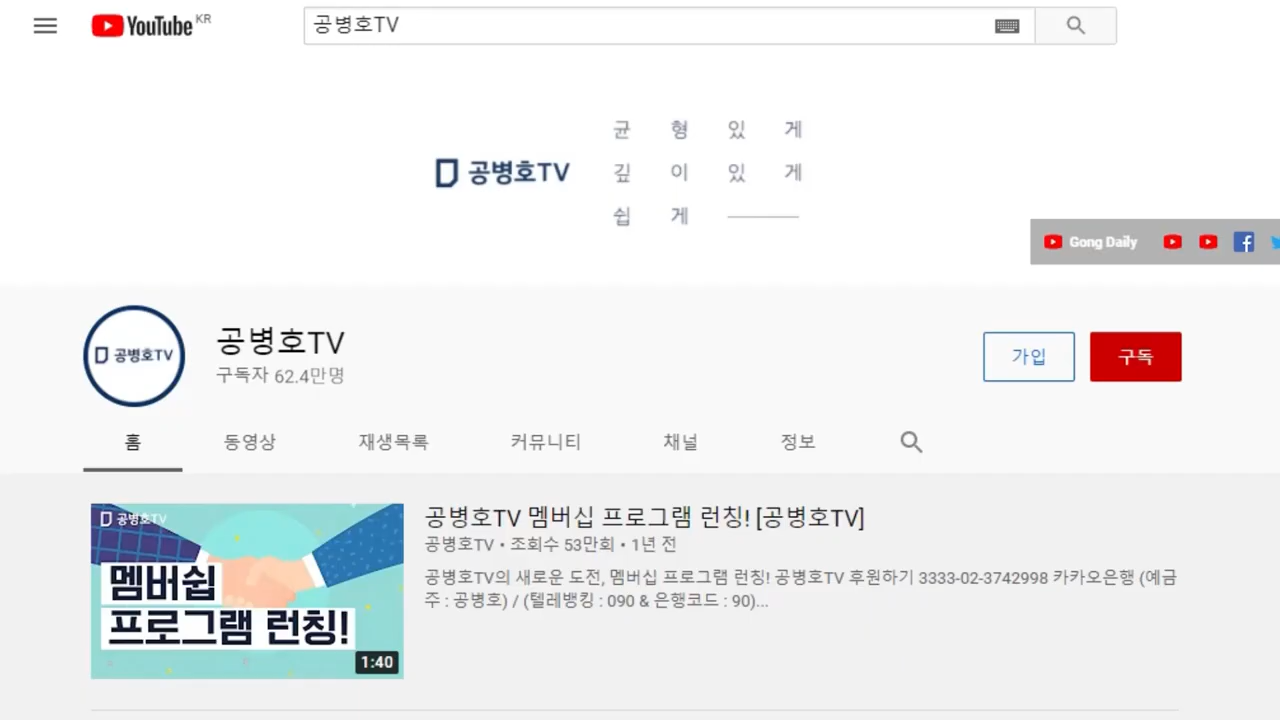 YouTube KR
공병호TV
균 형 있 게
공병호TV
깊 이 있 게
쉽 게
Gong Daily
공병호TV
공병호TV
구독자 62.4만명
가입
구독
홈
동영상
재생목록
커뮤니티
채널
정보
공병호TV
멤버쉽
프로그램 런칭!
1:40
공병호TV 멤버십 프로그램 런칭! [공병호TV]
공병호TV • 조회수 53만회 • 1년 전
공병호TV의 새로운 도전, 멤버십 프로그램 런칭! 공병호TV 후원하기 3333-02-3742998 카카오은행 (예금
주 : 공병호) / (텔레뱅킹 : 090 & 은행코드 : 90)...